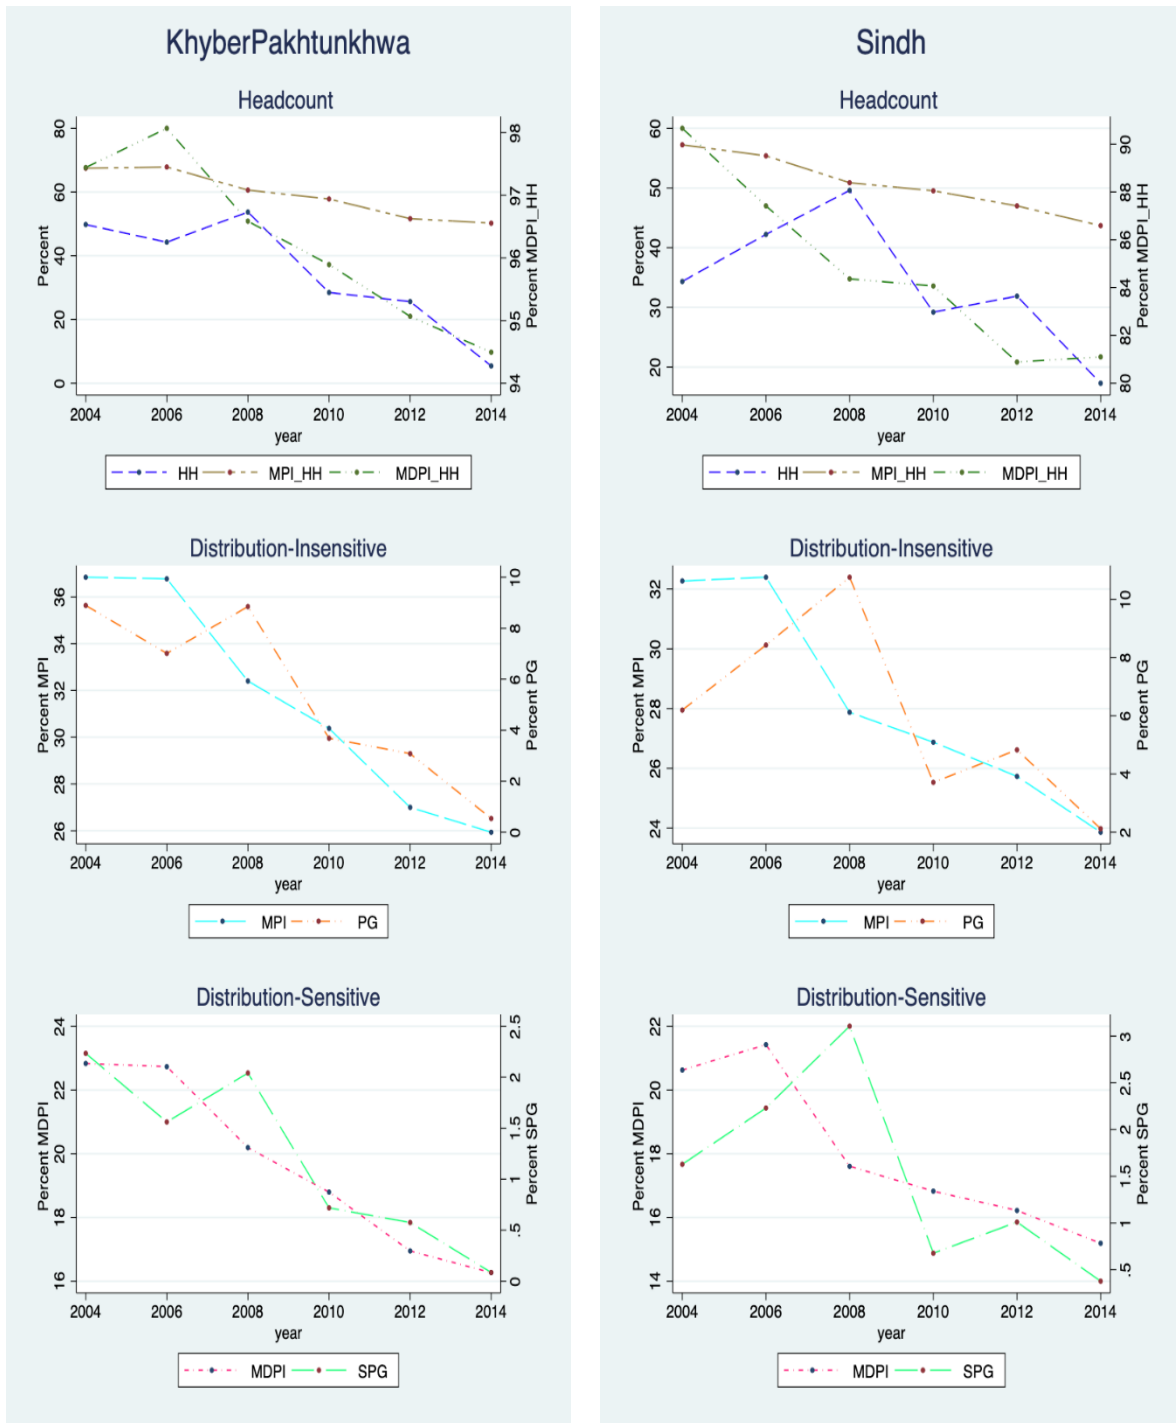 KhyberPakhtunkhwa
Headcount
Percent
0 20 40 60 80
Percent MDPI_HH
94 95 96 97 98
2004 2006 2008 2010 2012 2014
year
HH MPI_HH MDPI_HH
Distribution-Insensitive
Percent MPI
26 28 30 32 34 36
Percent PG
0 2 4 6 8 10
2004 2006 2008 2010 2012 2014
year
MPI PG
Distribution-Sensitive
Percent MDPI
16 18 20 22 24
Percent SPG
0 .5 1 1.5 2 2.5
2004 2006 2008 2010 2012 2014
year
MDPI SPG
Sindh
Headcount
Percent
20 30 40 50 60
Percent MDPI_HH
80 82 84 86 88 90
2004 2006 2008 2010 2012 2014
year
HH MPI_HH MDPI_HH
Distribution-Insensitive
Percent MPI
24 26 28 30 32
Percent PG
2 4 6 8 10
2004 2006 2008 2010 2012 2014
year
MPI PG
Distribution-Sensitive
Percent MDPI
14 16 18 20 22
Percent SPG
.5 1 1.5 2 2.5 3
2004 2006 2008 2010 2012 2014
year
MDPI SPG